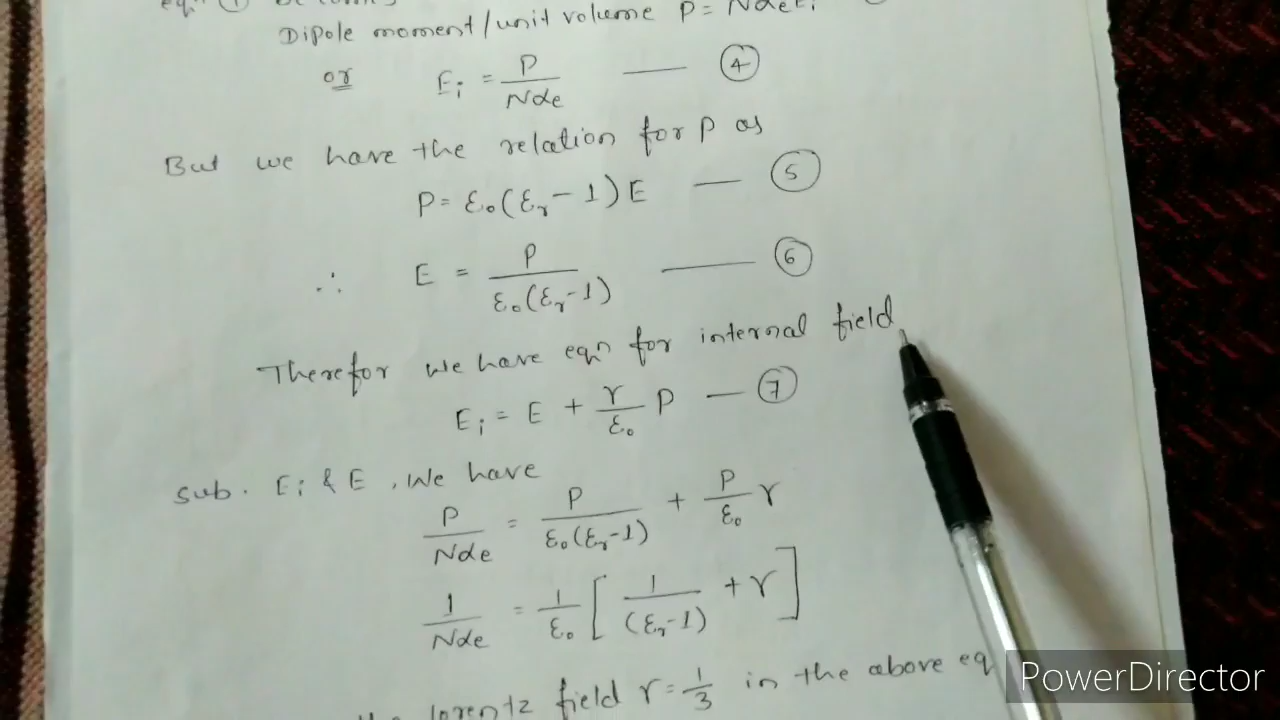 Dipole moment/unit volume P = NαeEi
or Ei = P/Nαe —— ④
But we have the relation for P as
P = ε₀(εr − 1)E — ⑤
∴ E = P/ε₀(εr−1) —— ⑥
Therefor we have eqn for internal field
Ei = E + γ/ε₀ P — ⑦
sub. Ei & E, We have
P/Nαe = P/ε₀(εr−1) + P/ε₀ γ
1/Nαe = 1/ε₀ [ 1/(εr−1) + γ ]
lorentz field γ = 1/3 in the above eq
PowerDirector